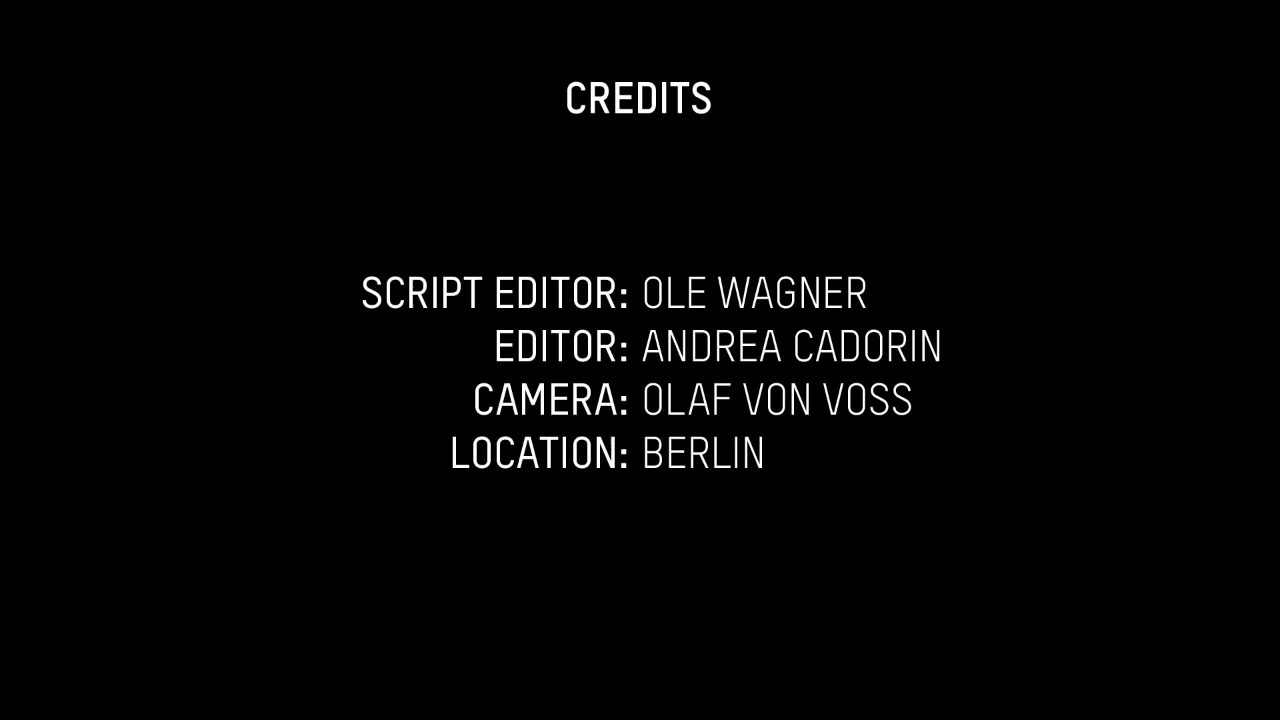 CREDITS
SCRIPT EDITOR: OLE WAGNER
EDITOR: ANDREA CADORIN
CAMERA: OLAF VON VOSS
LOCATION: BERLIN